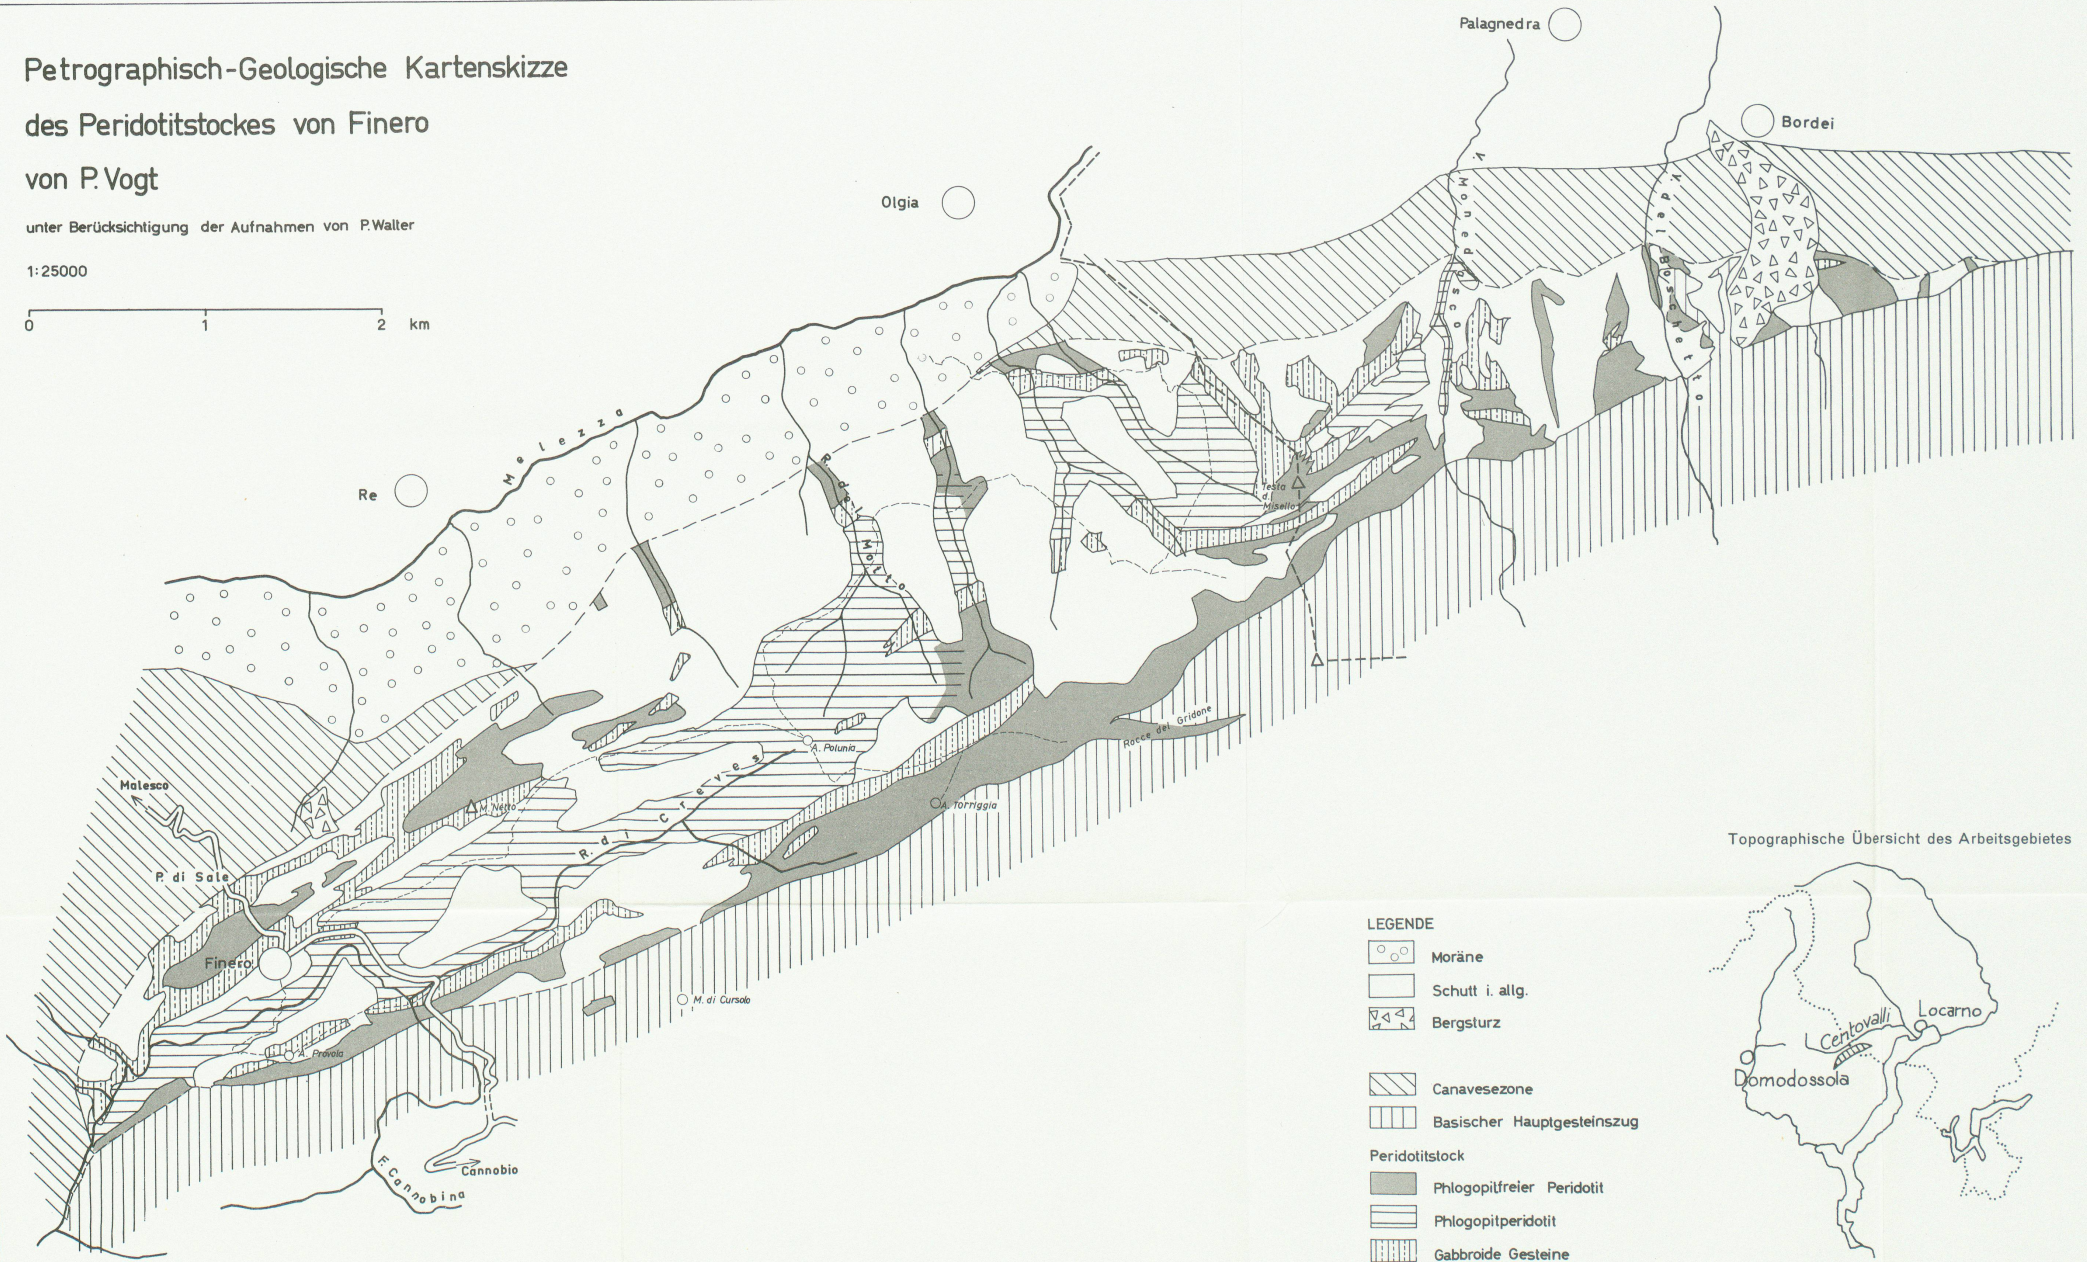 Petrographisch-Geologische Kartenskizze
des Peridotitstockes von Finero
von P. Vogt
unter Berücksichtigung der Aufnahmen von P. Walter
1:25000
0 1 2 km
Palagnedra
Bordei
Olgia
V. Monedasco
V. del Boschetto
Re
Melezza
R. del Motto
Testa d. Misello
Rocce del Gridone
A. Polunia
A. Torriggia
Malesco
M. Netto
R. di Creves
P. di Sale
Finero
M. di Cursolo
A. Provola
Cannobio
F. Cannobina
Topographische Übersicht des Arbeitsgebietes
Locarno
Centovalli
Domodossola
LEGENDE
Moräne
Schutt i. allg.
Bergsturz
Canavesezone
Basischer Hauptgesteinszug
Peridotitstock
Phlogopitfreier Peridotit
Phlogopitperidotit
Gabbroide Gesteine